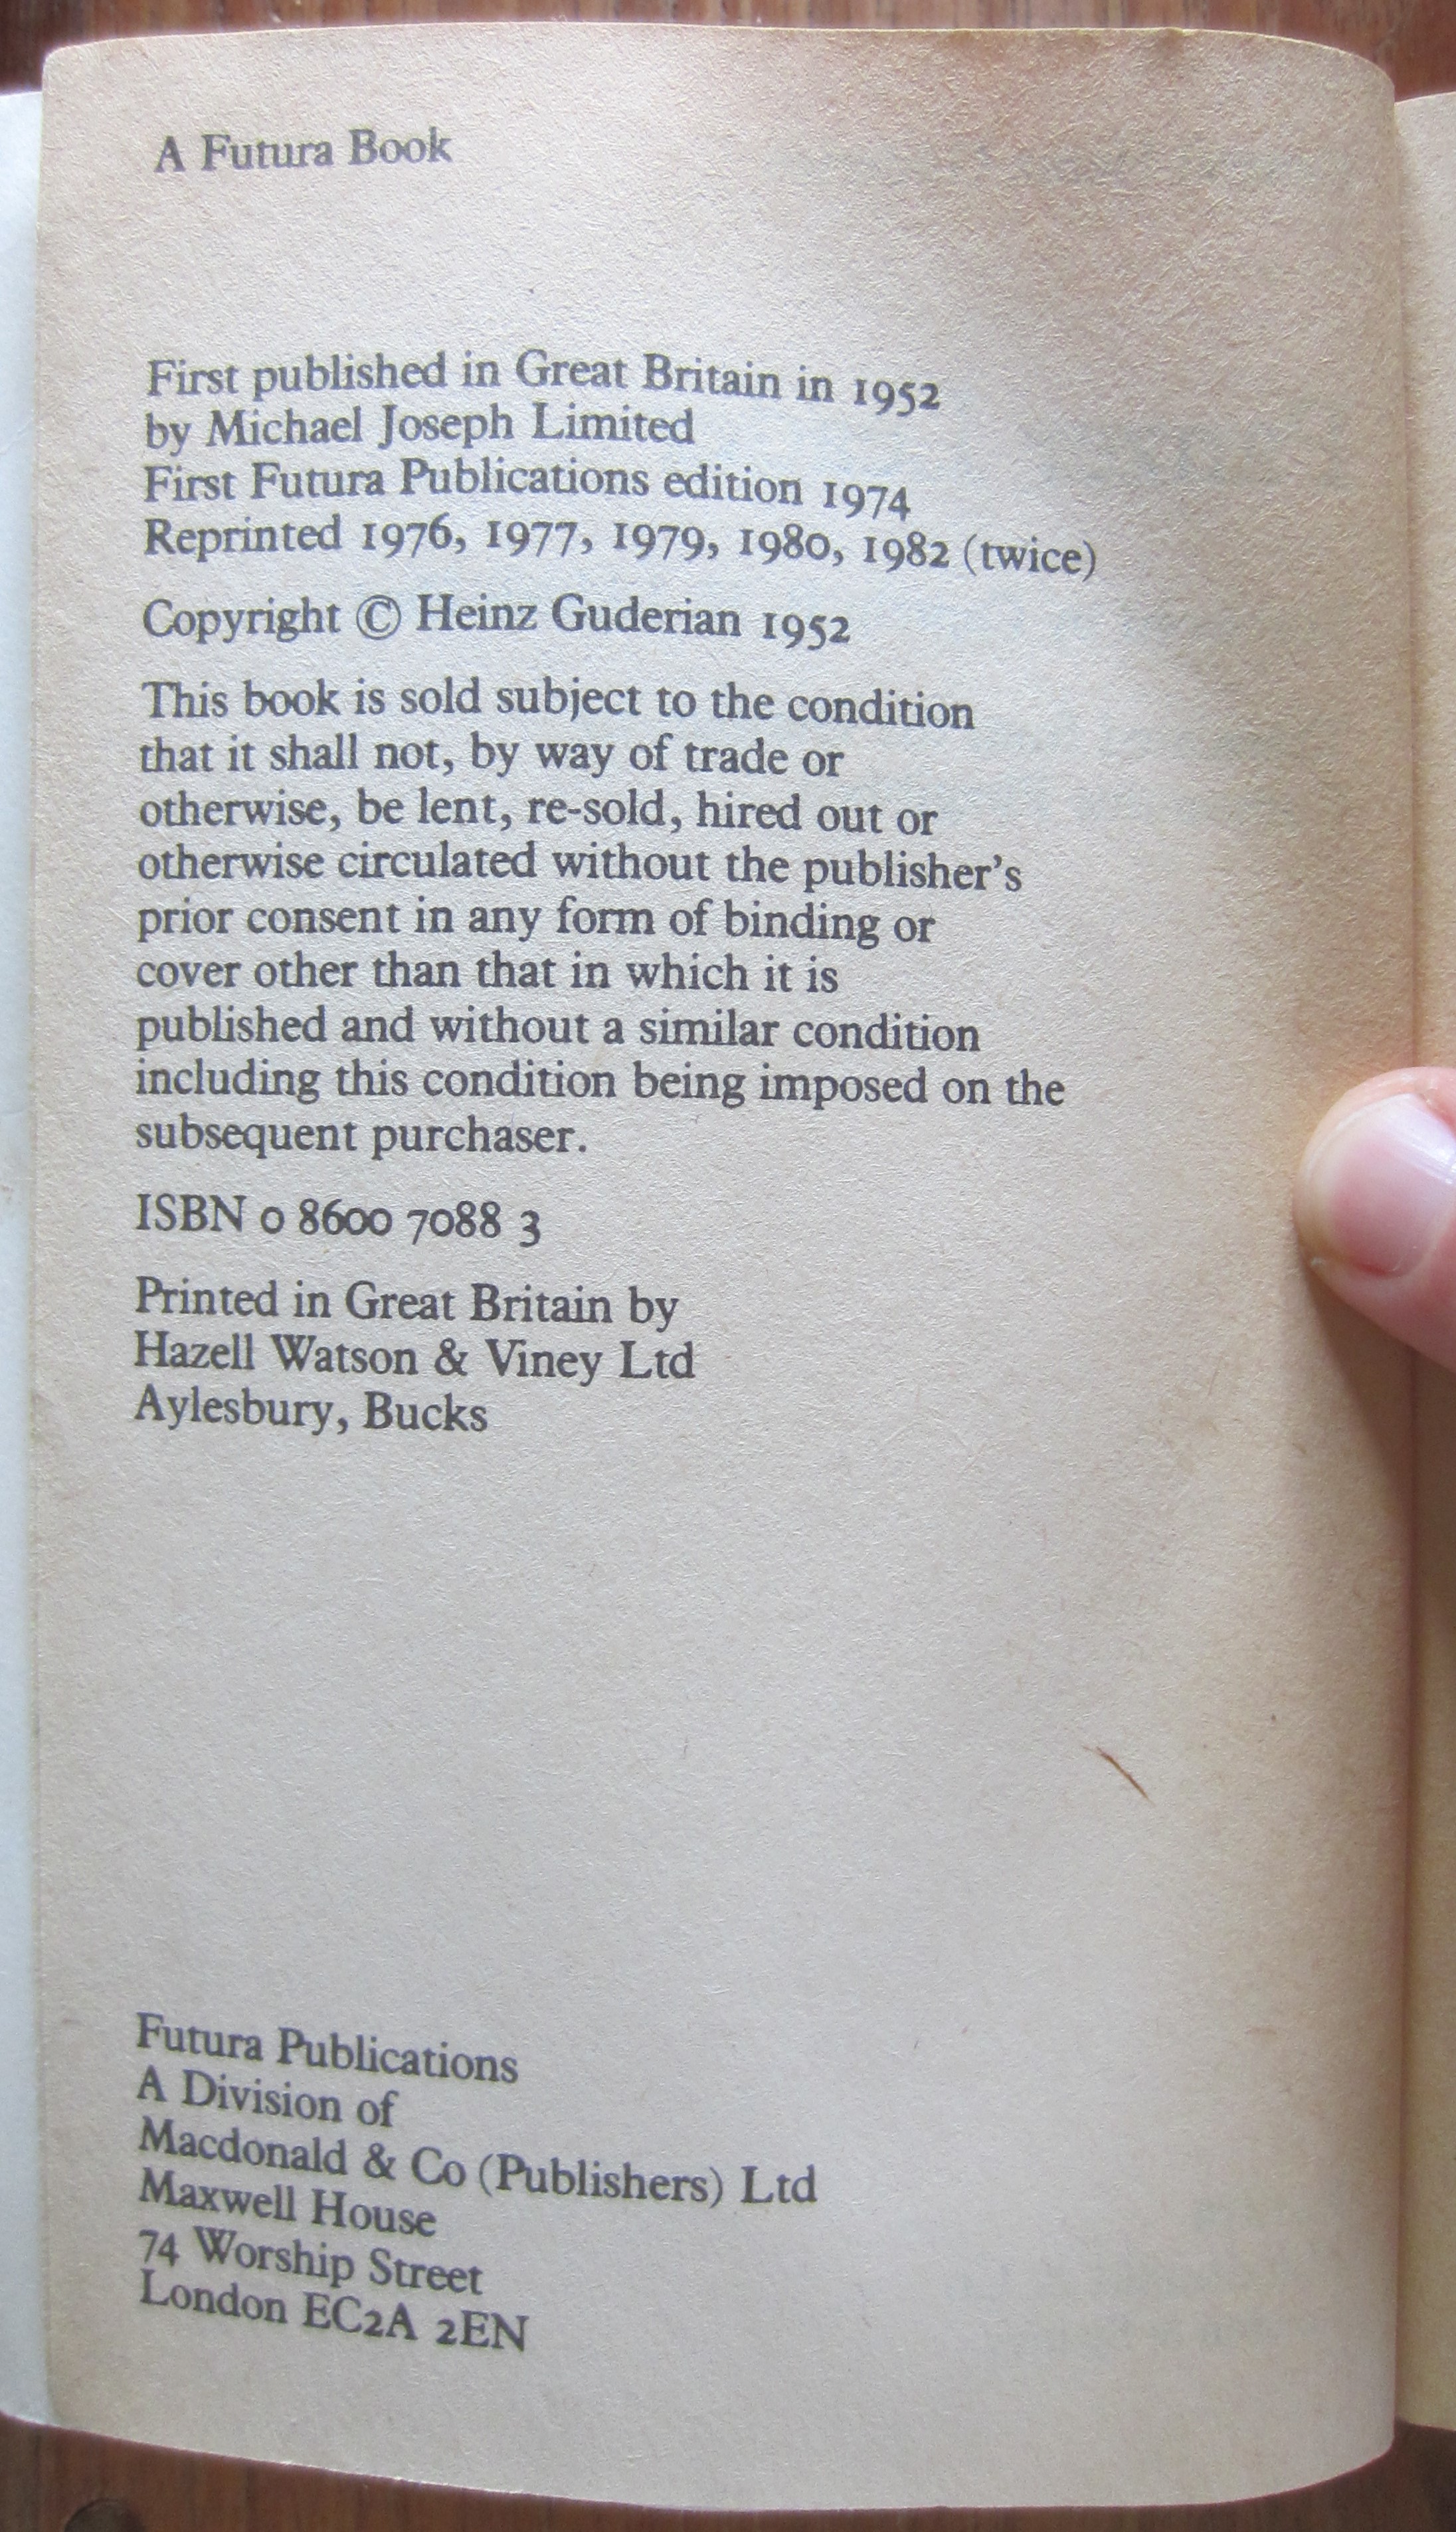 A Futura Book
First published in Great Britain in 1952
by Michael Joseph Limited
First Futura Publications edition 1974
Reprinted 1976, 1977, 1979, 1980, 1982 (twice)
Copyright © Heinz Guderian 1952
This book is sold subject to the condition
that it shall not, by way of trade or
otherwise, be lent, re-sold, hired out or
otherwise circulated without the publisher's
prior consent in any form of binding or
cover other than that in which it is
published and without a similar condition
including this condition being imposed on the
subsequent purchaser.
ISBN 0 8600 7088 3
Printed in Great Britain by
Hazell Watson & Viney Ltd
Aylesbury, Bucks
Futura Publications
A Division of
Macdonald & Co (Publishers) Ltd
Maxwell House
74 Worship Street
London EC2A 2EN